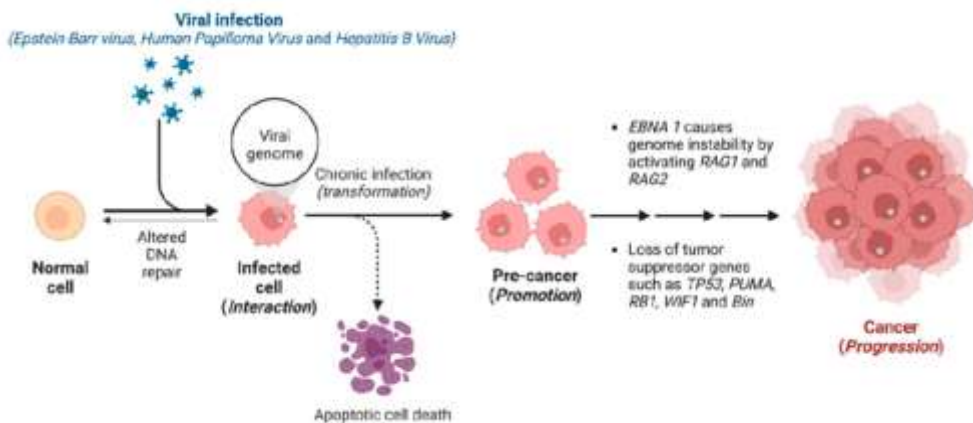 Viral infection
(Epstein Barr virus, Human Papilloma Virus and Hepatitis B Virus)
Viral
genome
Chronic infection
(transformation)
Altered
DNA
repair
Normal
cell
Infected
cell
(Interaction)
Apoptotic cell death
Pre-cancer
(Promotion)
• EBNA 1 causes
genome instability by
activating RAG1 and
RAG2
• Loss of tumor
suppressor genes
such as TP53, PUMA,
RB1, WIF1 and Bin
Cancer
(Progression)